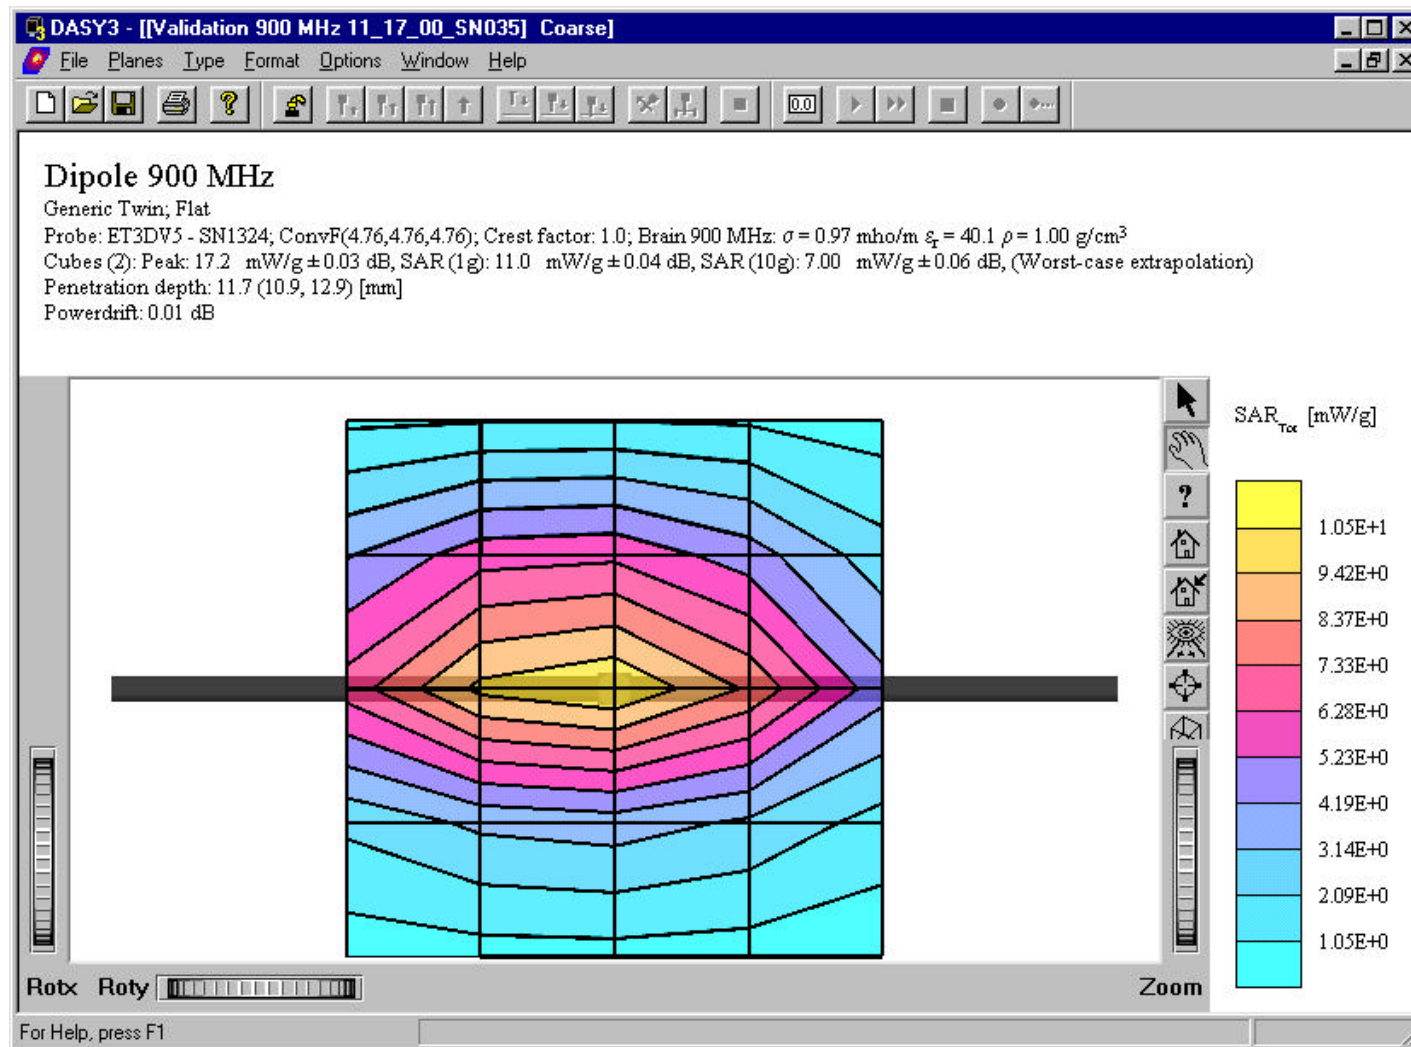 DASY3 - [[Validation 900 MHz 11_17_00_SN035] Coarse]
File Planes Type Format Options Window Help
0.0
Dipole 900 MHz
Generic Twin; Flat
Probe: ET3DV5 - SN1324; ConvF(4.76,4.76,4.76); Crest factor: 1.0; Brain 900 MHz: σ = 0.97 mho/m εr = 40.1 ρ = 1.00 g/cm³
Cubes (2): Peak: 17.2 mW/g ± 0.03 dB, SAR (1g): 11.0 mW/g ± 0.04 dB, SAR (10g): 7.00 mW/g ± 0.06 dB, (Worst-case extrapolation)
Penetration depth: 11.7 (10.9, 12.9) [mm]
Powerdrift: 0.01 dB
SAR Tot [mW/g]
1.05E+1
9.42E+0
8.37E+0
7.33E+0
6.28E+0
5.23E+0
4.19E+0
3.14E+0
2.09E+0
1.05E+0
Rotx Roty Zoom
For Help, press F1